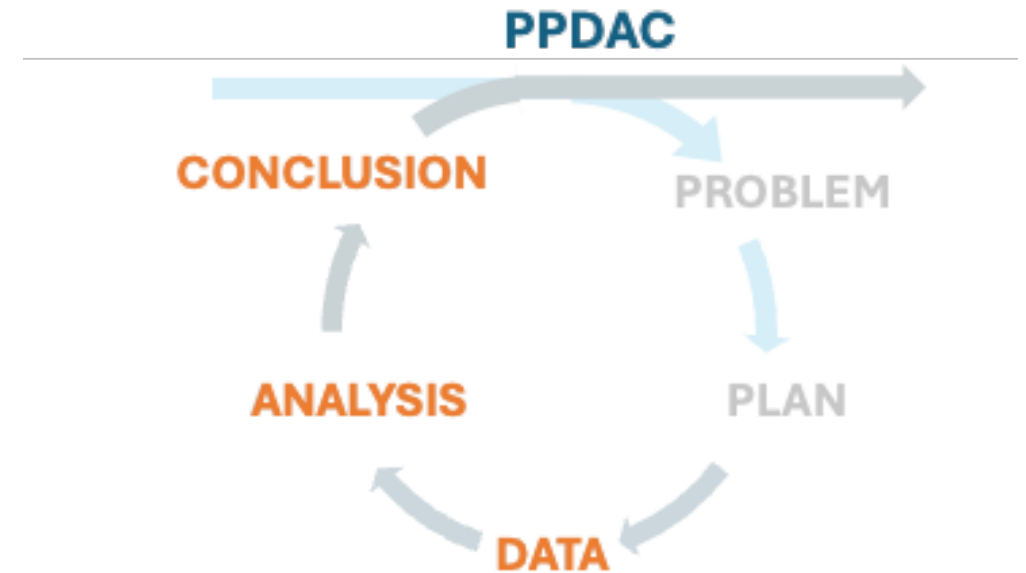 PPDAC
CONCLUSION
PROBLEM
ANALYSIS
PLAN
DATA